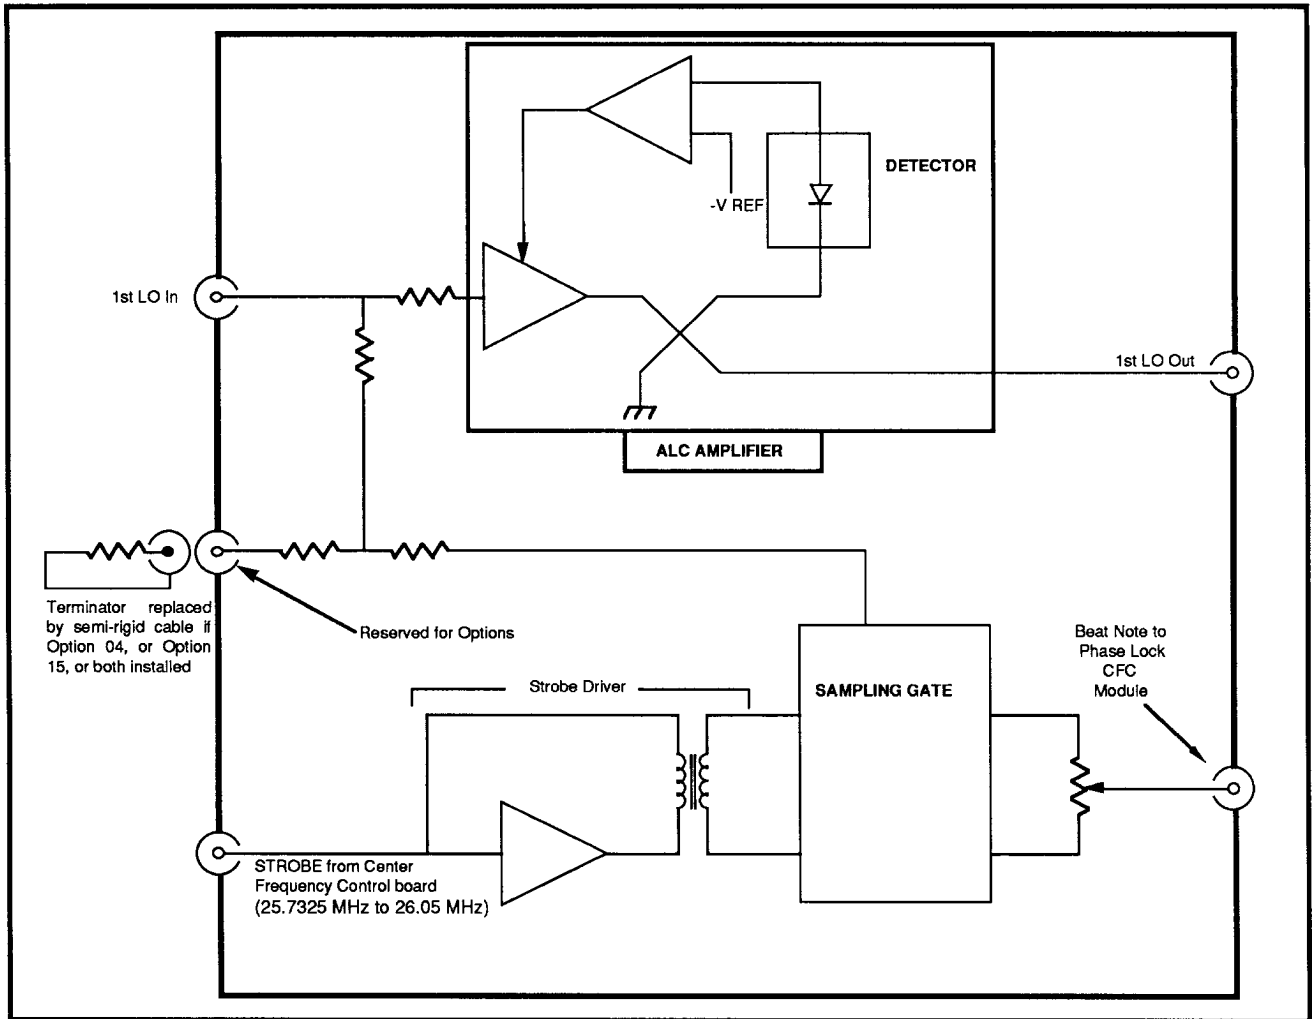 DETECTOR
-V REF
1st LO In
1st LO Out
ALC AMPLIFIER
Terminator replaced
by semi-rigid cable if
Option 04, or Option
15, or both installed
Reserved for Options
Beat Note to
Phase Lock
CFC
Module
Strobe Driver
SAMPLING GATE
STROBE from Center
Frequency Control board
(25.7325 MHz to 26.05 MHz)